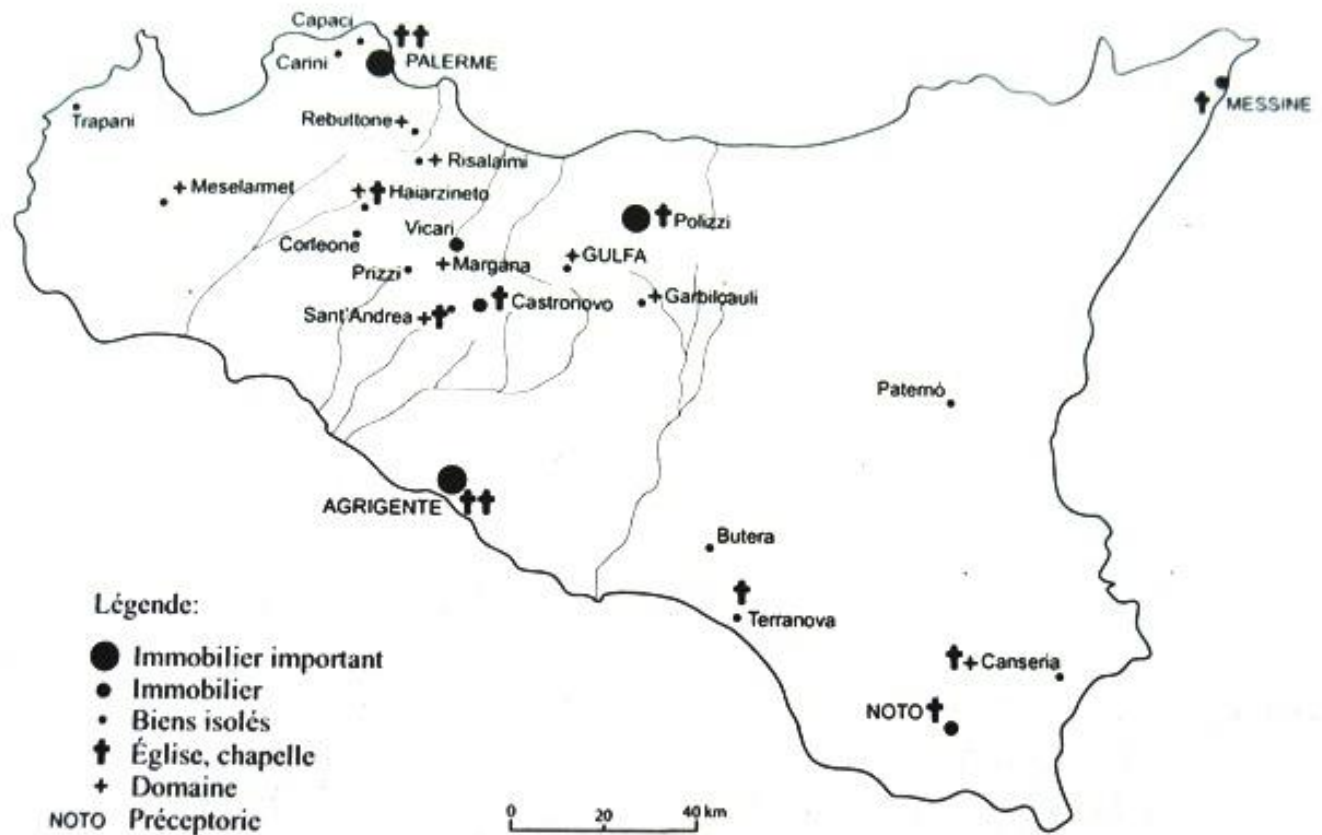 Capaci
PALERME
Carini
MESSINE
Trapani
Rebuttone
Risalaimi
Meselarmet
Haiarzineto
Polizzi
Vicari
Corleone
GULFA
Margana
Prizzi
Garbilcauli
Castronovo
Sant'Andrea
Paternó
AGRIGENTE
Butera
Terranova
Canseria
NOTO
Légende:
Immobilier important
Immobilier
Biens isolés
Église, chapelle
Domaine
NOTO Préceptorie
0 20 40 km